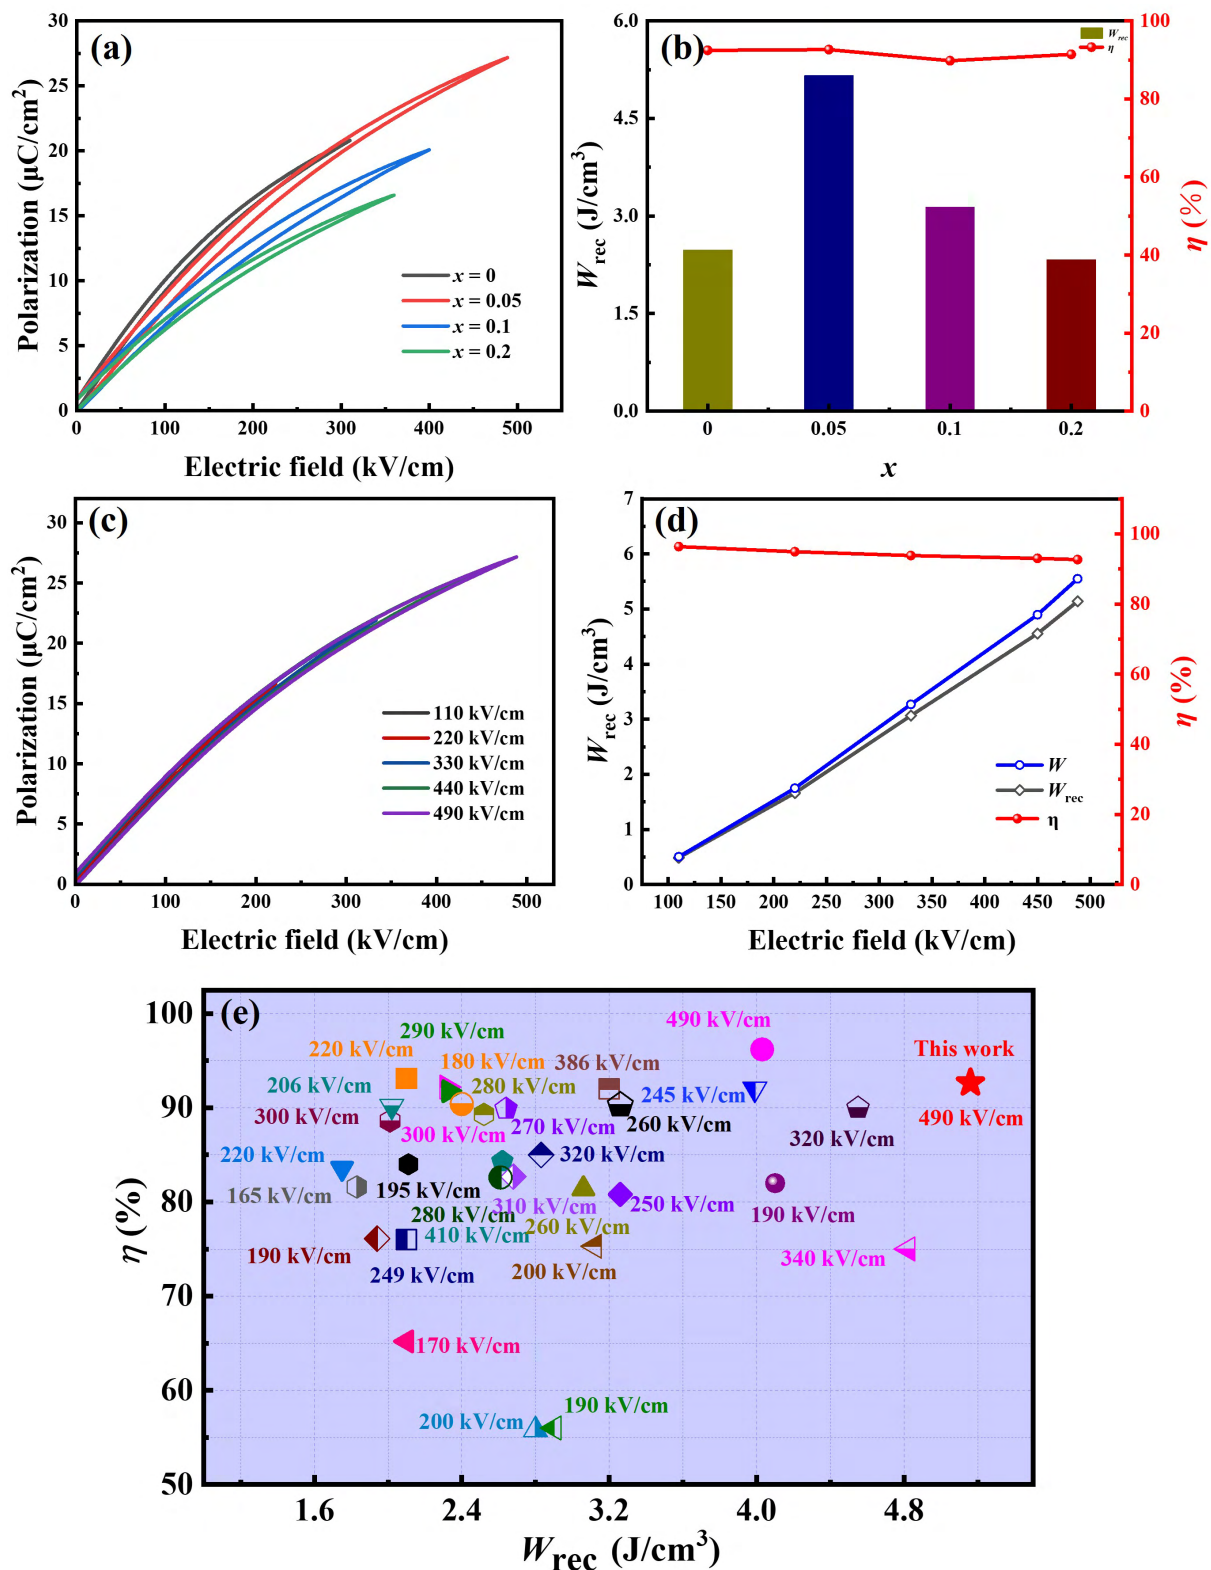 (a)
30
25
20
15
10
5
0
Polarization (µC/cm2)
x = 0
x = 0.05
x = 0.1
x = 0.2
0 100 200 300 400 500
Electric field (kV/cm)
(b)
6.0
4.5
3.0
1.5
0.0
Wrec (J/cm3)
Wrec
η
100
80
60
40
20
0
η (%)
0 0.05 0.1 0.2
x
(c)
30
25
20
15
10
5
0
Polarization (µC/cm2)
110 kV/cm
220 kV/cm
330 kV/cm
440 kV/cm
490 kV/cm
0 100 200 300 400 500
Electric field (kV/cm)
(d)
7
6
5
4
3
2
1
0
Wrec (J/cm3)
W
Wrec
η
100
80
60
40
20
0
η (%)
100 150 200 250 300 350 400 450 500
Electric field (kV/cm)
(e)
100
90
80
70
60
50
η (%)
290 kV/cm
490 kV/cm
220 kV/cm
180 kV/cm
386 kV/cm
This work
206 kV/cm
280 kV/cm
245 kV/cm
300 kV/cm
300 kV/cm
270 kV/cm
260 kV/cm
320 kV/cm
490 kV/cm
220 kV/cm
320 kV/cm
165 kV/cm
195 kV/cm
310 kV/cm
250 kV/cm
190 kV/cm
280 kV/cm
260 kV/cm
190 kV/cm
410 kV/cm
249 kV/cm
200 kV/cm
340 kV/cm
170 kV/cm
190 kV/cm
200 kV/cm
1.6 2.4 3.2 4.0 4.8
Wrec (J/cm3)